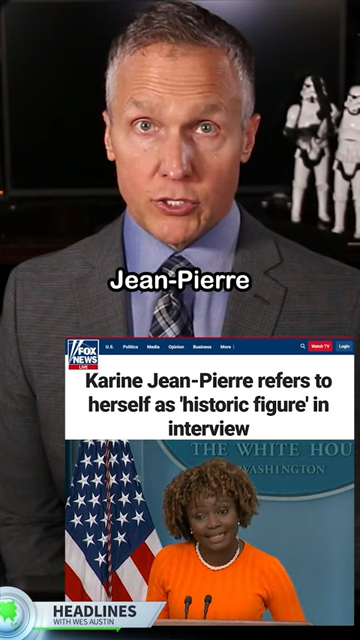 Jean-Pierre
FOX
NEWS
LIVE
U.S. Politics Media Opinion Business More
Watch TV Login
Karine Jean-Pierre refers to
herself as 'historic figure' in
interview
THE WHITE HOU
WASHINGTON
HEADLINES
WITH WES AUSTIN